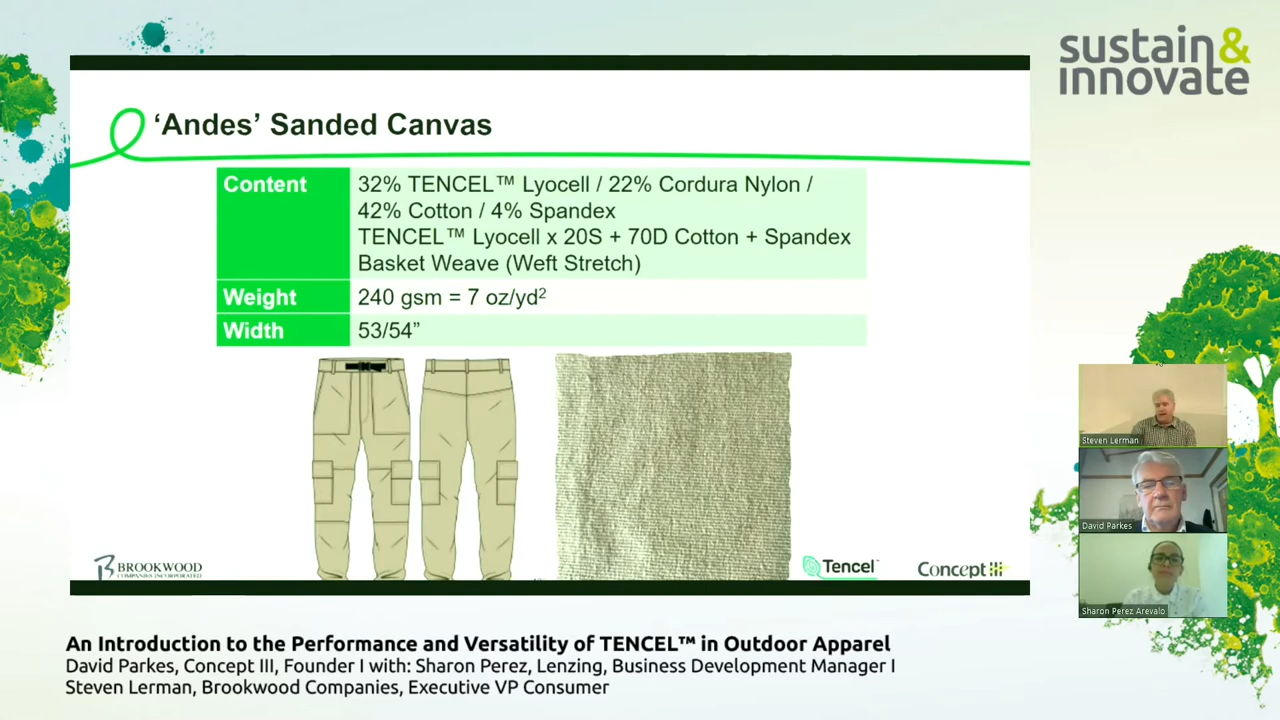 sustain&
innovate
‘Andes’ Sanded Canvas
Content
32% TENCEL™ Lyocell / 22% Cordura Nylon /
42% Cotton / 4% Spandex
TENCEL™ Lyocell x 20S + 70D Cotton + Spandex
Basket Weave (Weft Stretch)
Weight
240 gsm = 7 oz/yd²
Width
53/54”
Steven Lerman
David Parkes
Sharon Perez Arevalo
BROOKWOOD
COMPANIES INCORPORATED
Tencel™
Concept III
An Introduction to the Performance and Versatility of TENCEL™ in Outdoor Apparel
David Parkes, Concept III, Founder I with: Sharon Perez, Lenzing, Business Development Manager I
Steven Lerman, Brookwood Companies, Executive VP Consumer